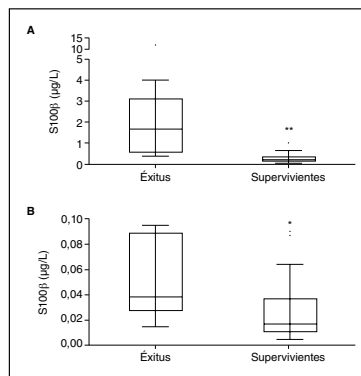 A
15
10
5
4
3
2
1
0
S100β (μg/L)
**
Éxitus Supervivientes
B
0,10
0,08
0,06
0,04
0,02
0,00
S100β (μg/L)
*
Éxitus Supervivientes